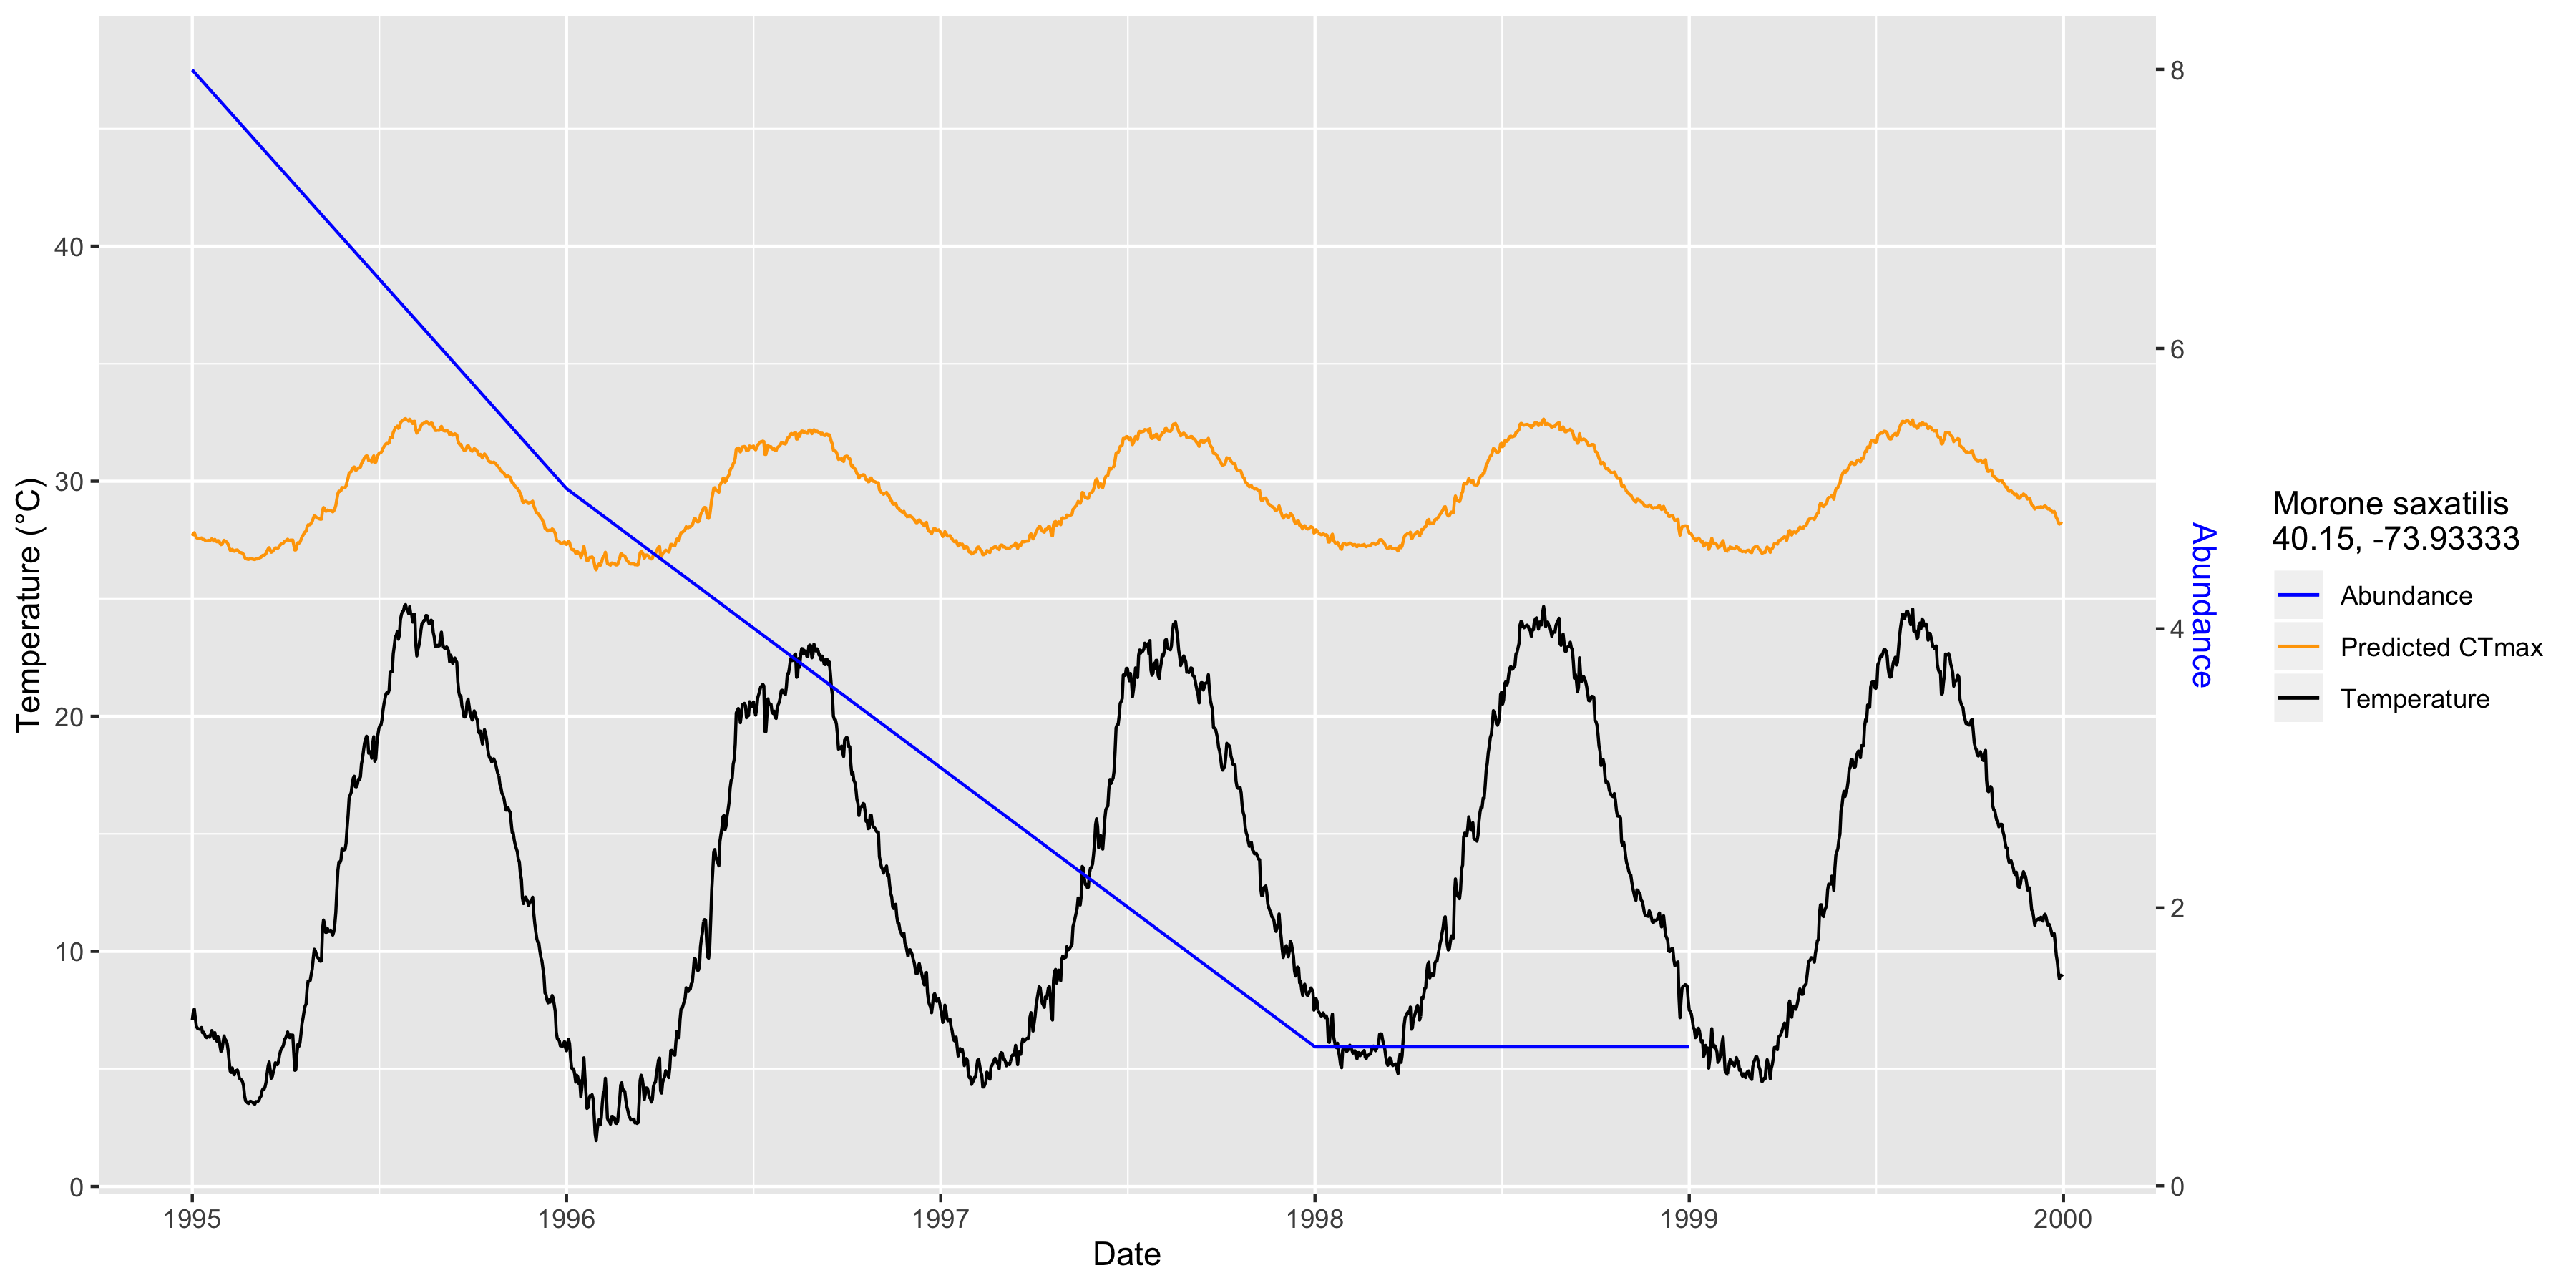 Temperature (°C)
40
30
20
10
0
1995
1996
1997
1998
1999
2000
Date
8
6
4
2
0
Abundance
Morone saxatilis
40.15, -73.93333
Abundance
Predicted CTmax
Temperature